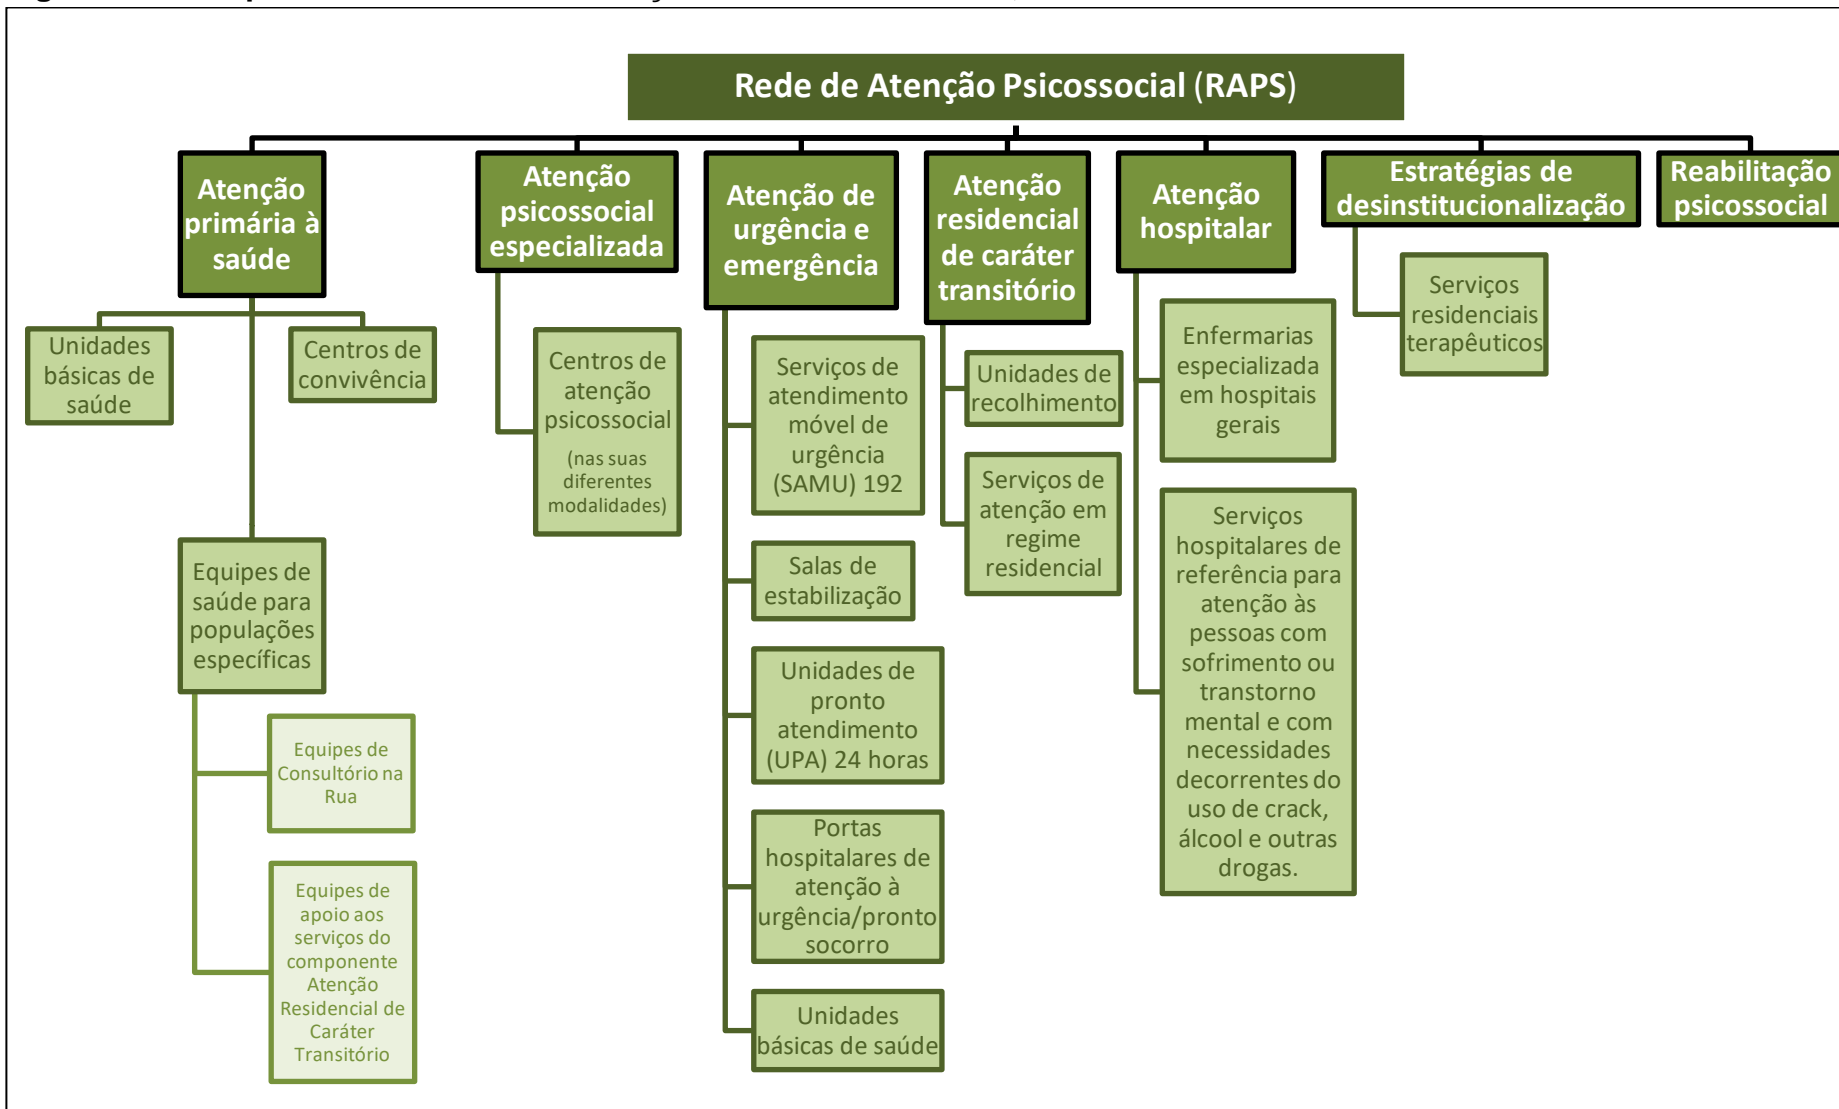 Rede de Atenção Psicossocial (RAPS)
Atenção
primária à
saúde
Unidades
básicas de
saúde
Centros de
convivência
Equipes de
saúde para
populações
específicas
Equipes de
Consultório na
Rua
Equipes de
apoio aos
serviços do
componente
Atenção
Residencial de
Caráter
Transitório
Atenção
psicossocial
especializada
Centros de
atenção
psicossocial
(nas suas
diferentes
modalidades)
Atenção de
urgência e
emergência
Serviços de
atendimento
móvel de
urgência
(SAMU) 192
Salas de
estabilização
Unidades de
pronto
atendimento
(UPA) 24 horas
Portas
hospitalares de
atenção à
urgência/pronto
socorro
Unidades
básicas de saúde
Atenção
residencial
de caráter
transitório
Unidades de
recolhimento
Serviços de
atenção em
regime
residencial
Atenção
hospitalar
Enfermarias
especializada
em hospitais
gerais
Serviços
hospitalares de
referência para
atenção às
pessoas com
sofrimento ou
transtorno
mental e com
necessidades
decorrentes do
uso de crack,
álcool e outras
drogas.
Estratégias de
desinstitucionalização
Serviços
residenciais
terapêuticos
Reabilitação
psicossocial